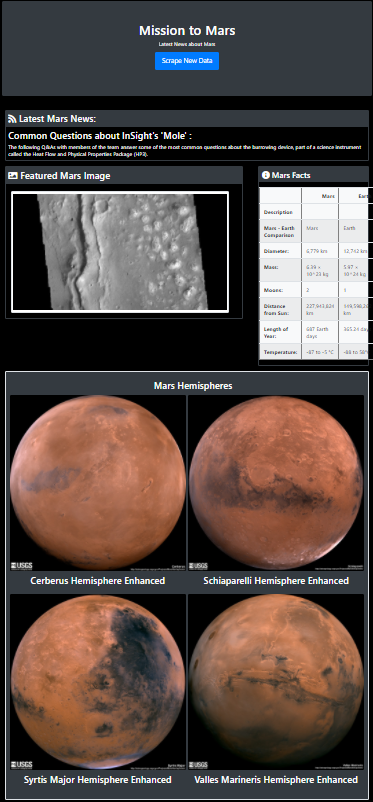 Mission to Mars
Latest News about Mars
Scrape New Data
Latest Mars News:
Common Questions about InSight's 'Mole' :
The following Q&As with members of the team answer some of the most common questions about the burrowing device, part of a science instrument
called the Heat Flow and Physical Properties Package (HP3).
Featured Mars Image
Mars Facts
Mars Eart
Description
Mars - Earth Comparison Mars Earth
Diameter: 6,779 km 12,742 km
Mass: 6.39 × 10^23 kg 5.97 × 10^24 kg
Moons: 2 1
Distance from Sun: 227,943,824 km 149,598,26 km
Length of Year: 687 Earth days 365.24 day
Temperature: -87 to -5 °C -88 to 58°
Mars Hemispheres
USGS
USGS
Cerberus Hemisphere Enhanced
Schiaparelli Hemisphere Enhanced
USGS
USGS
Syrtis Major Hemisphere Enhanced
Valles Marineris Hemisphere Enhanced